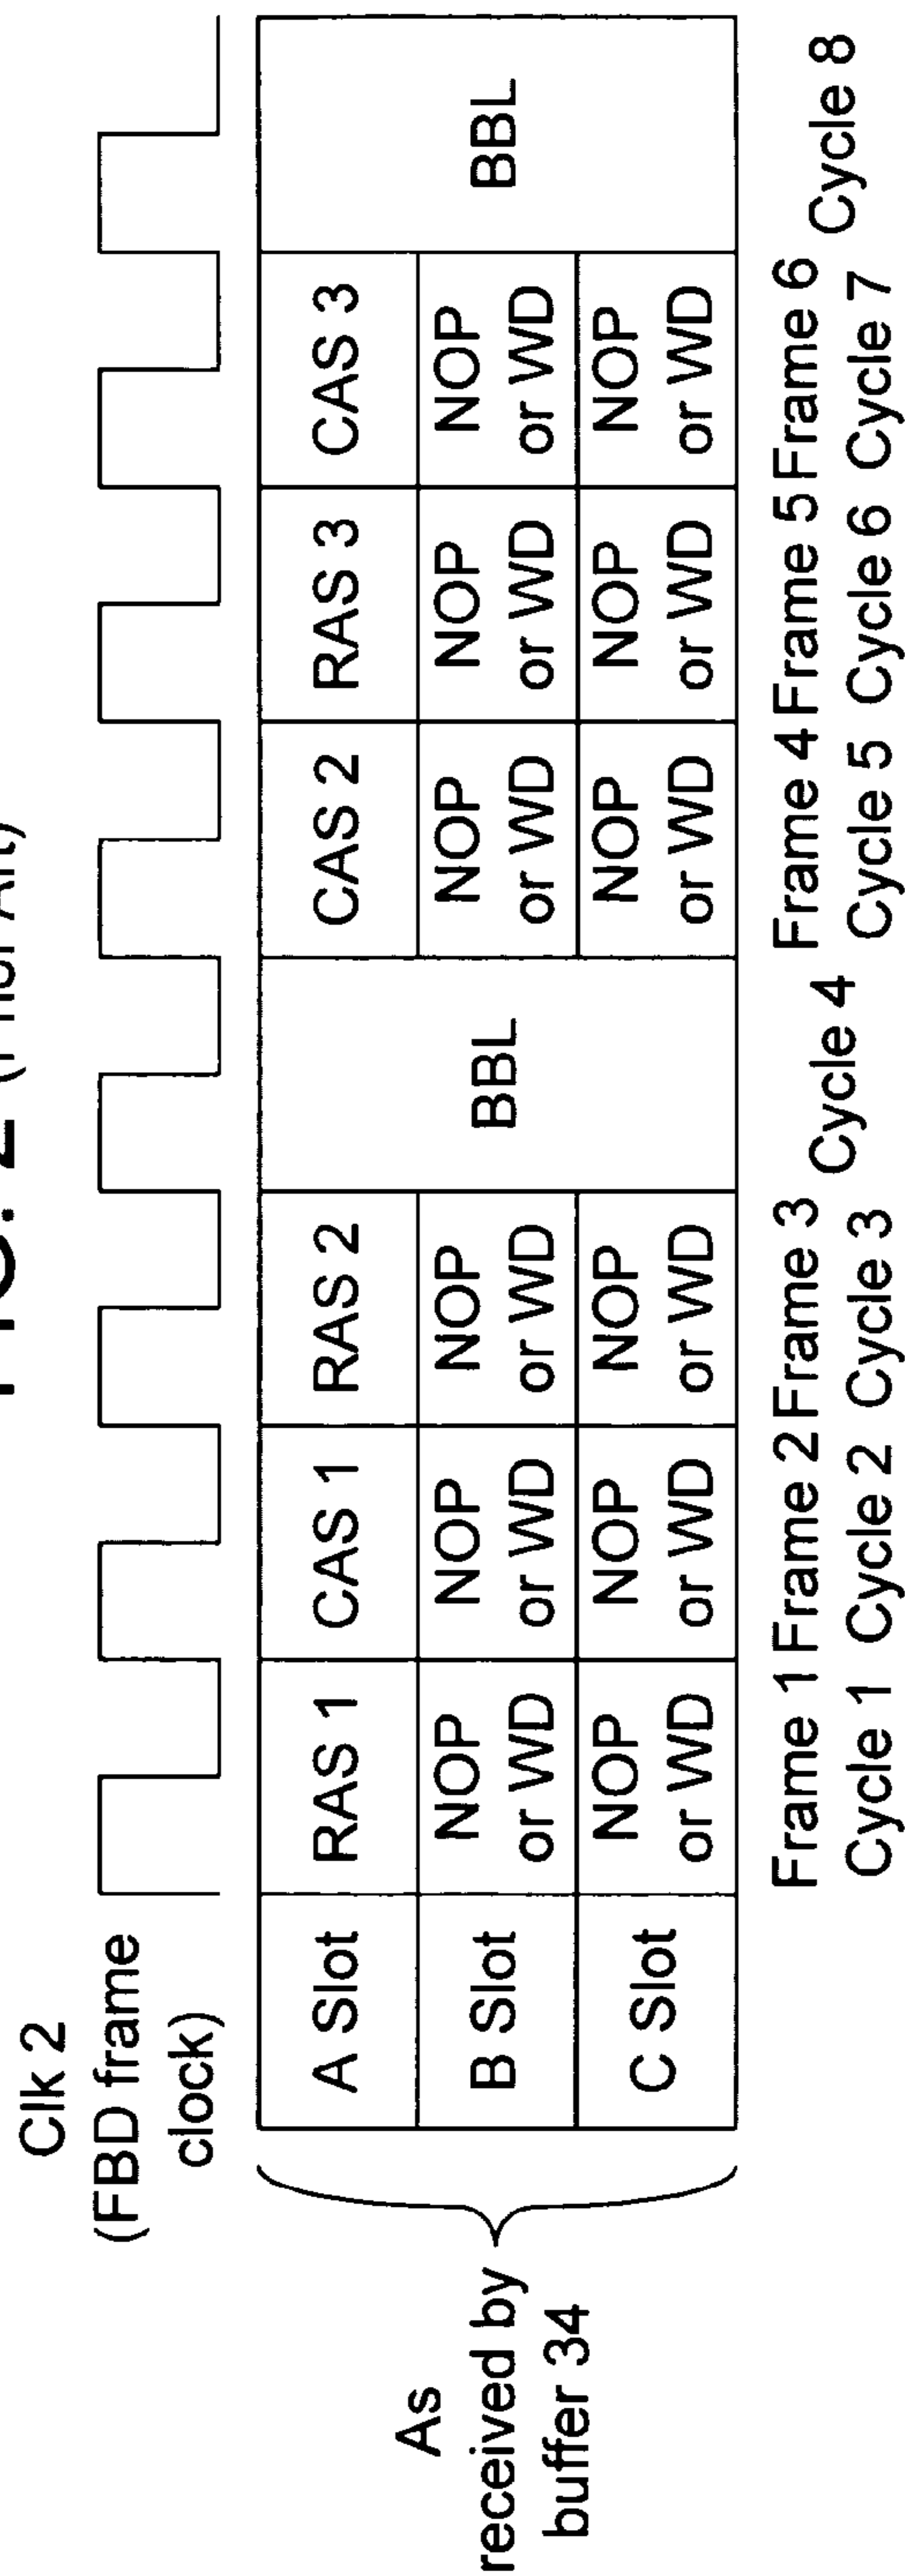 FIG. 2 (Prior Art)
Clk 2
(FBD frame
clock)
As
received by
buffer 34
A Slot
RAS 1
CAS 1
RAS 2
BBL
CAS 2
RAS 3
CAS 3
BBL
B Slot
NOP
or WD
NOP
or WD
NOP
or WD
NOP
or WD
NOP
or WD
NOP
or WD
C Slot
NOP
or WD
NOP
or WD
NOP
or WD
NOP
or WD
NOP
or WD
NOP
or WD
Frame 1 Frame 2 Frame 3 Frame 4 Frame 5 Frame 6
Cycle 1 Cycle 2 Cycle 3 Cycle 4 Cycle 5 Cycle 6 Cycle 7 Cycle 8